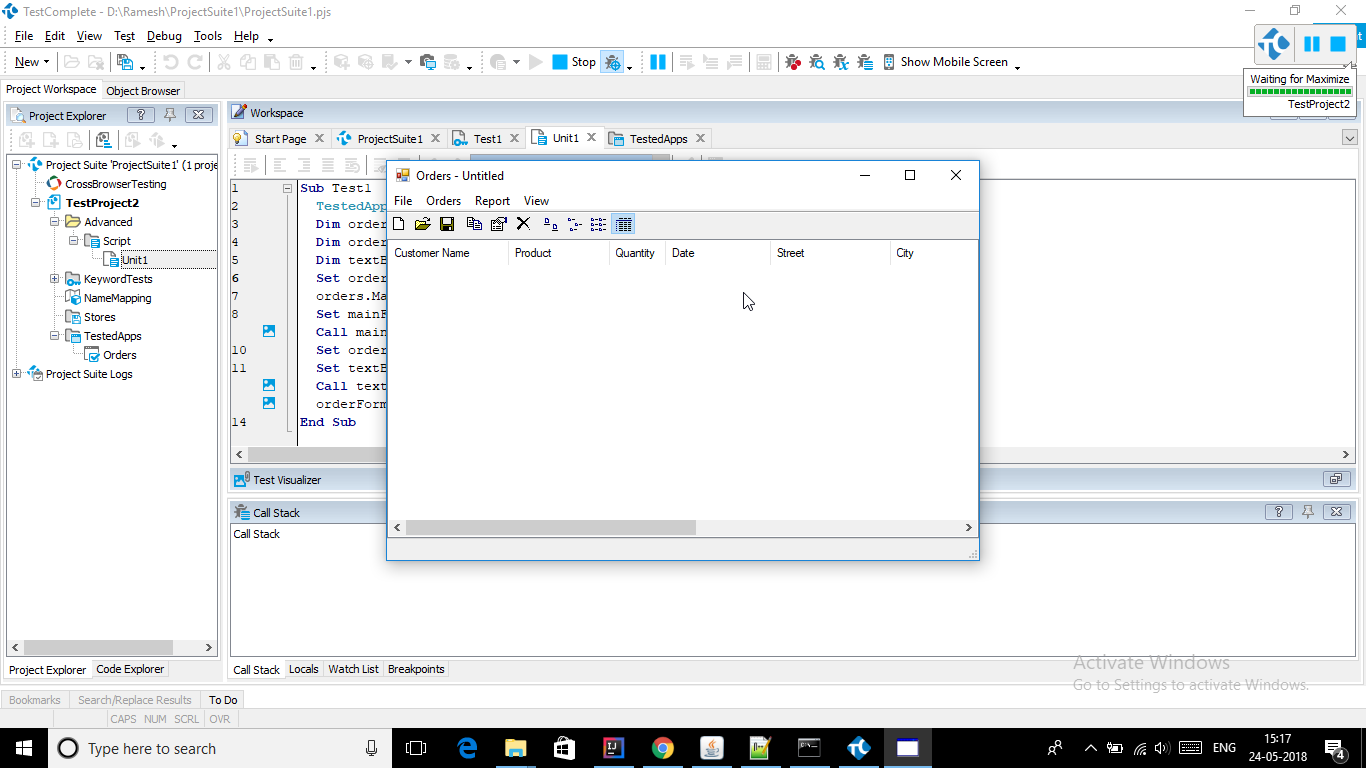 TestComplete - D:\Ramesh\ProjectSuite1\ProjectSuite1.pjs
File Edit View Test Debug Tools Help
New Stop Show Mobile Screen
Waiting for Maximize
TestProject2
Project Workspace Object Browser
Project Explorer
Workspace
Start Page ProjectSuite1 Test1 Unit1 TestedApps
Project Suite 'ProjectSuite1' (1 proje
CrossBrowserTesting
TestProject2
Advanced
Script
Unit1
KeywordTests
NameMapping
Stores
TestedApps
Orders
Project Suite Logs
1 Sub Test1
2 TestedApp
3 Dim order
4 Dim order
5 Dim textE
6 Set order
7 orders.Ma
8 Set mainF
Call main
10 Set order
11 Set textE
Call text
orderForm
14 End Sub
Orders - Untitled
File Orders Report View
Customer Name Product Quantity Date Street City
Test Visualizer
Call Stack
Call Stack
Project Explorer Code Explorer
Call Stack Locals Watch List Breakpoints
Activate Windows
Go to Settings to activate Windows.
Bookmarks Search/Replace Results To Do
CAPS NUM SCRL OVR
Type here to search
ENG
15:17
24-05-2018
4